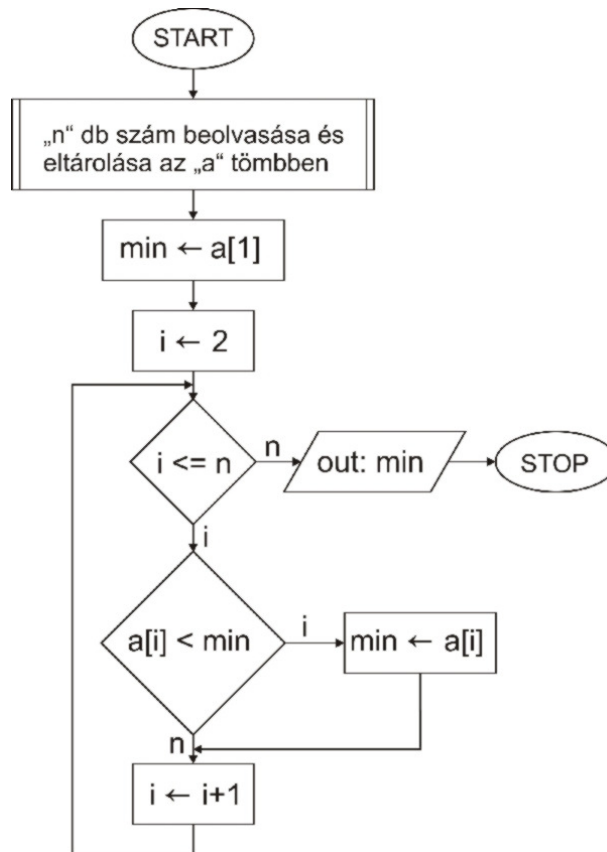 START
„n“ db szám beolvasása és
eltárolása az „a“ tömbben
min ← a[1]
i ← 2
i <= n
n
out: min
STOP
i
a[i] < min
i
min ← a[i]
n
i ← i+1